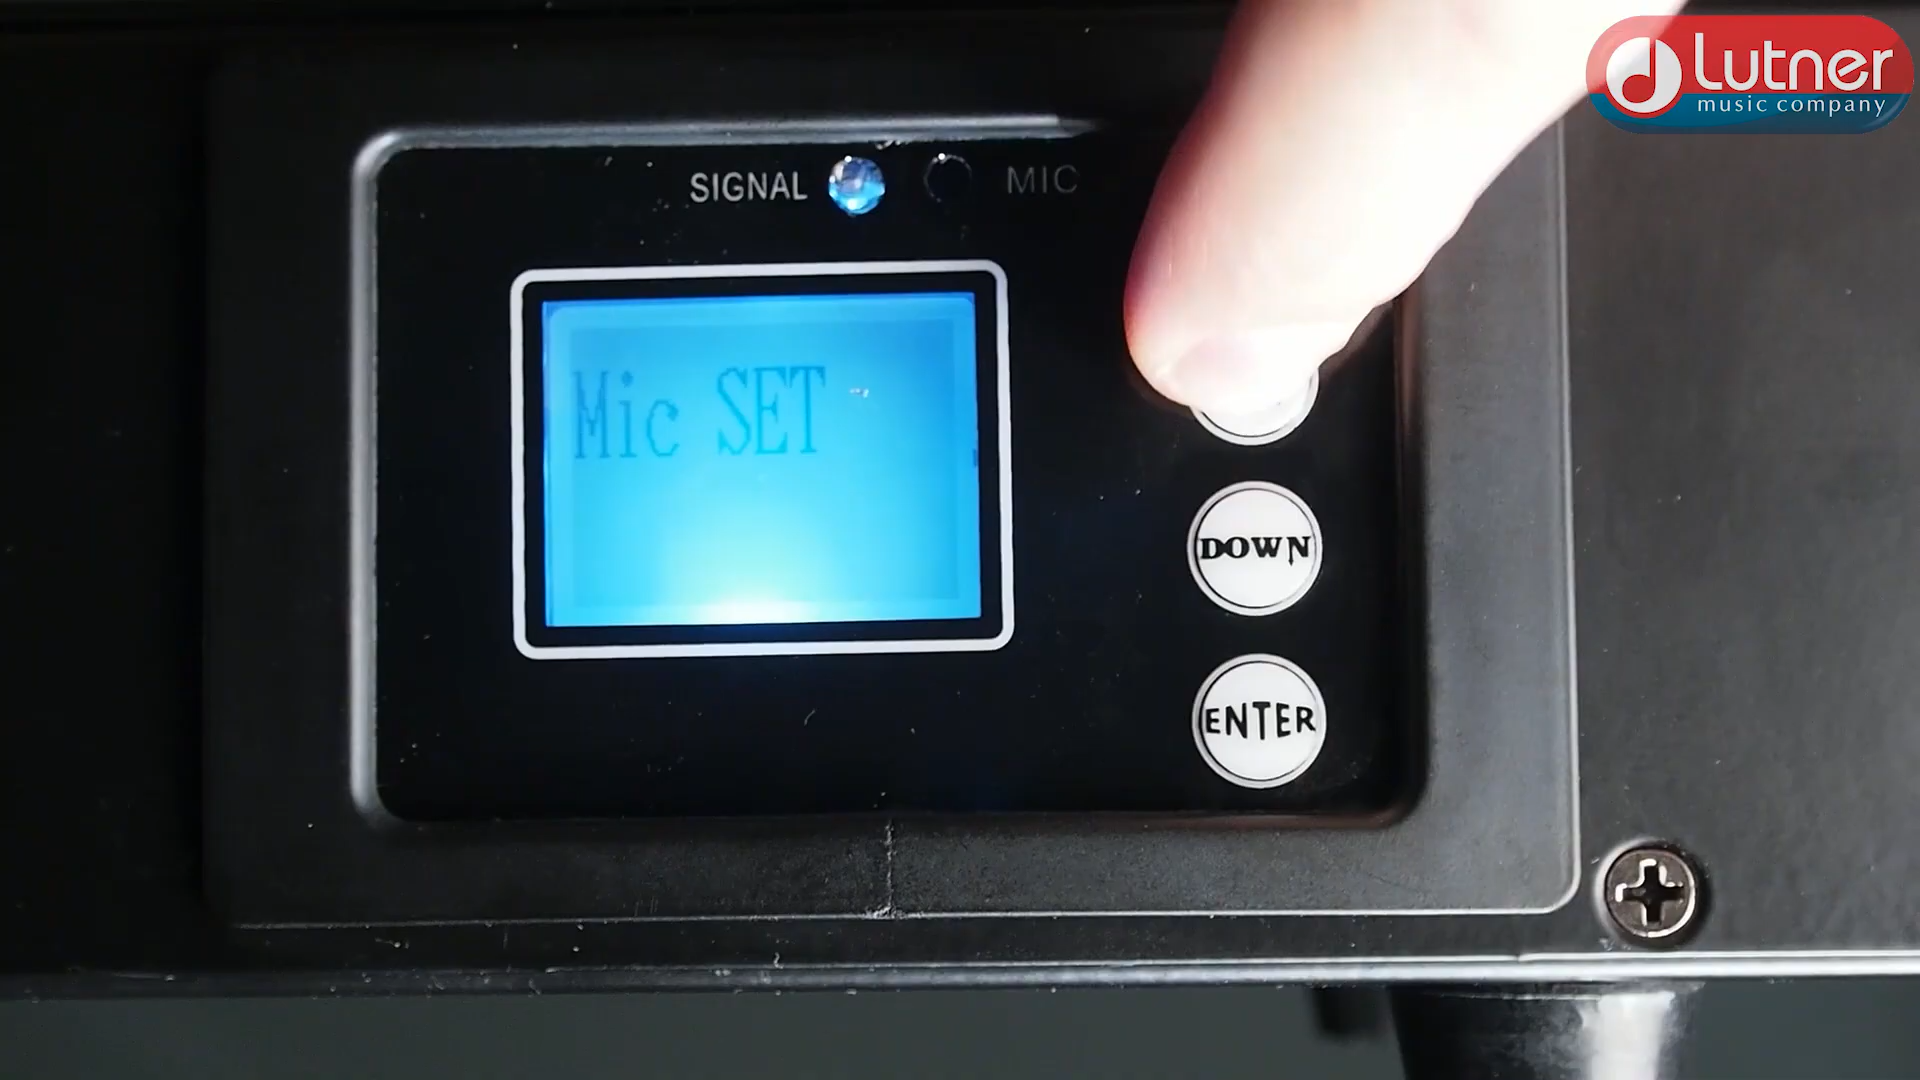 Lutner
music company
SIGNAL MIC
Mic SET
DOWN
ENTER